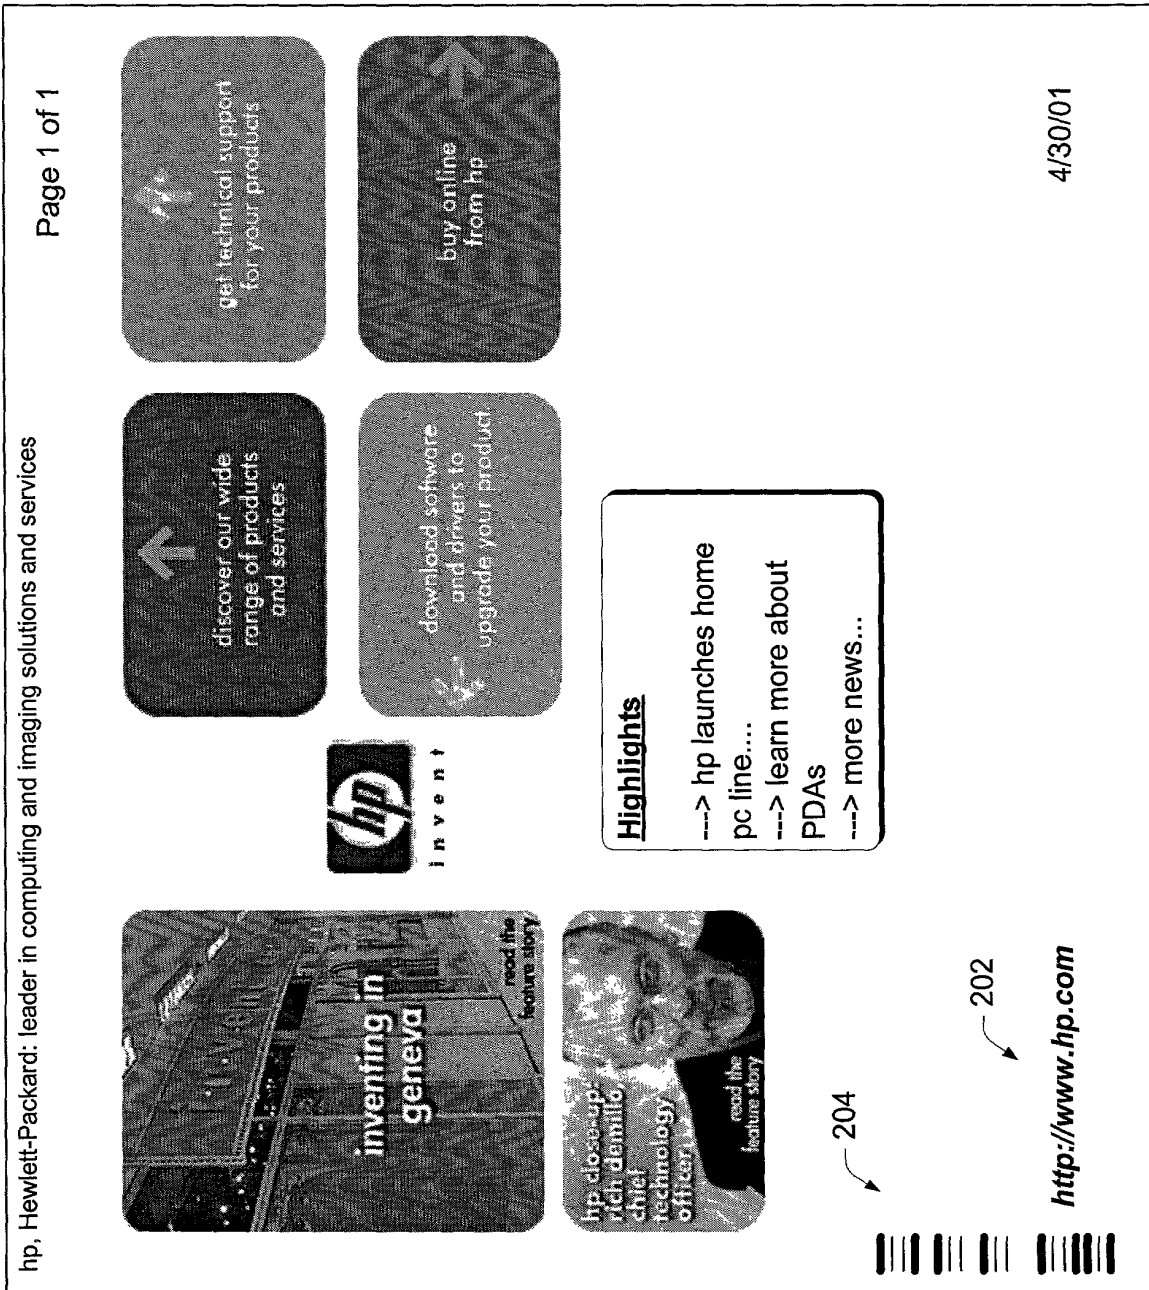 hp, Hewlett-Packard: leader in computing and imaging solutions and services
Page 1 of 1
inventing in
geneva
read the
feature story
hp
invent
discover our wide
range of products
and services
get technical support
for your products
download software
and drivers to
upgrade your product
buy online
from hp
hp close-up:
rich demillo,
chief
technology
officer
read the
feature story
Highlights
---> hp launches home
pc line....
---> learn more about
PDAs
---> more news...
204
202
http://www.hp.com
4/30/01